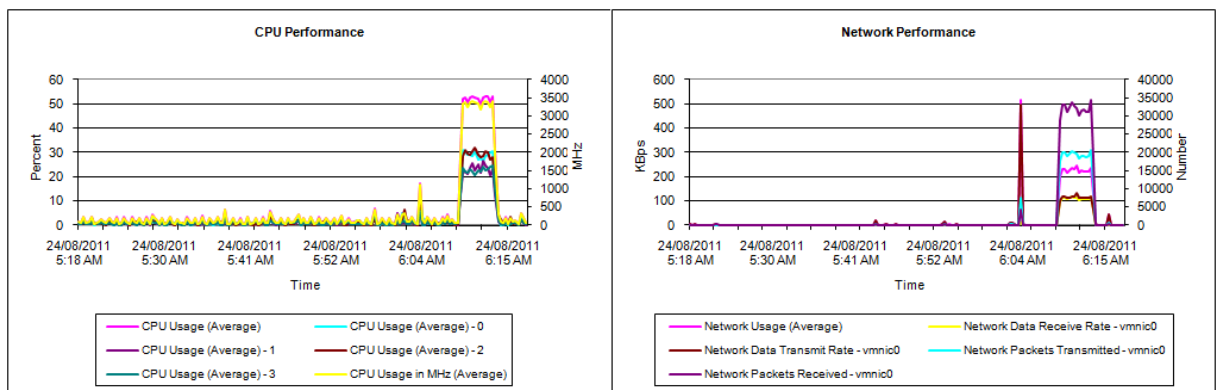 CPU Performance
60
50
40
30
20
10
0
Percent
4000
3500
3000
2500
2000
1500
1000
500
0
MHz
24/08/2011 24/08/2011 24/08/2011 24/08/2011 24/08/2011 24/08/2011
5:18 AM 5:30 AM 5:41 AM 5:52 AM 6:04 AM 6:15 AM
Time
CPU Usage (Average) CPU Usage (Average) - 0
CPU Usage (Average) - 1 CPU Usage (Average) - 2
CPU Usage (Average) - 3 CPU Usage in MHz (Average)
Network Performance
600
500
400
300
200
100
0
KBps
40000
35000
30000
25000
20000
15000
10000
5000
0
Number
24/08/2011 24/08/2011 24/08/2011 24/08/2011 24/08/2011 24/08/2011
5:18 AM 5:30 AM 5:41 AM 5:52 AM 6:04 AM 6:15 AM
Time
Network Usage (Average) Network Data Receive Rate - vmnic0
Network Data Transmit Rate - vmnic0 Network Packets Transmitted - vmnic0
Network Packets Received - vmnic0